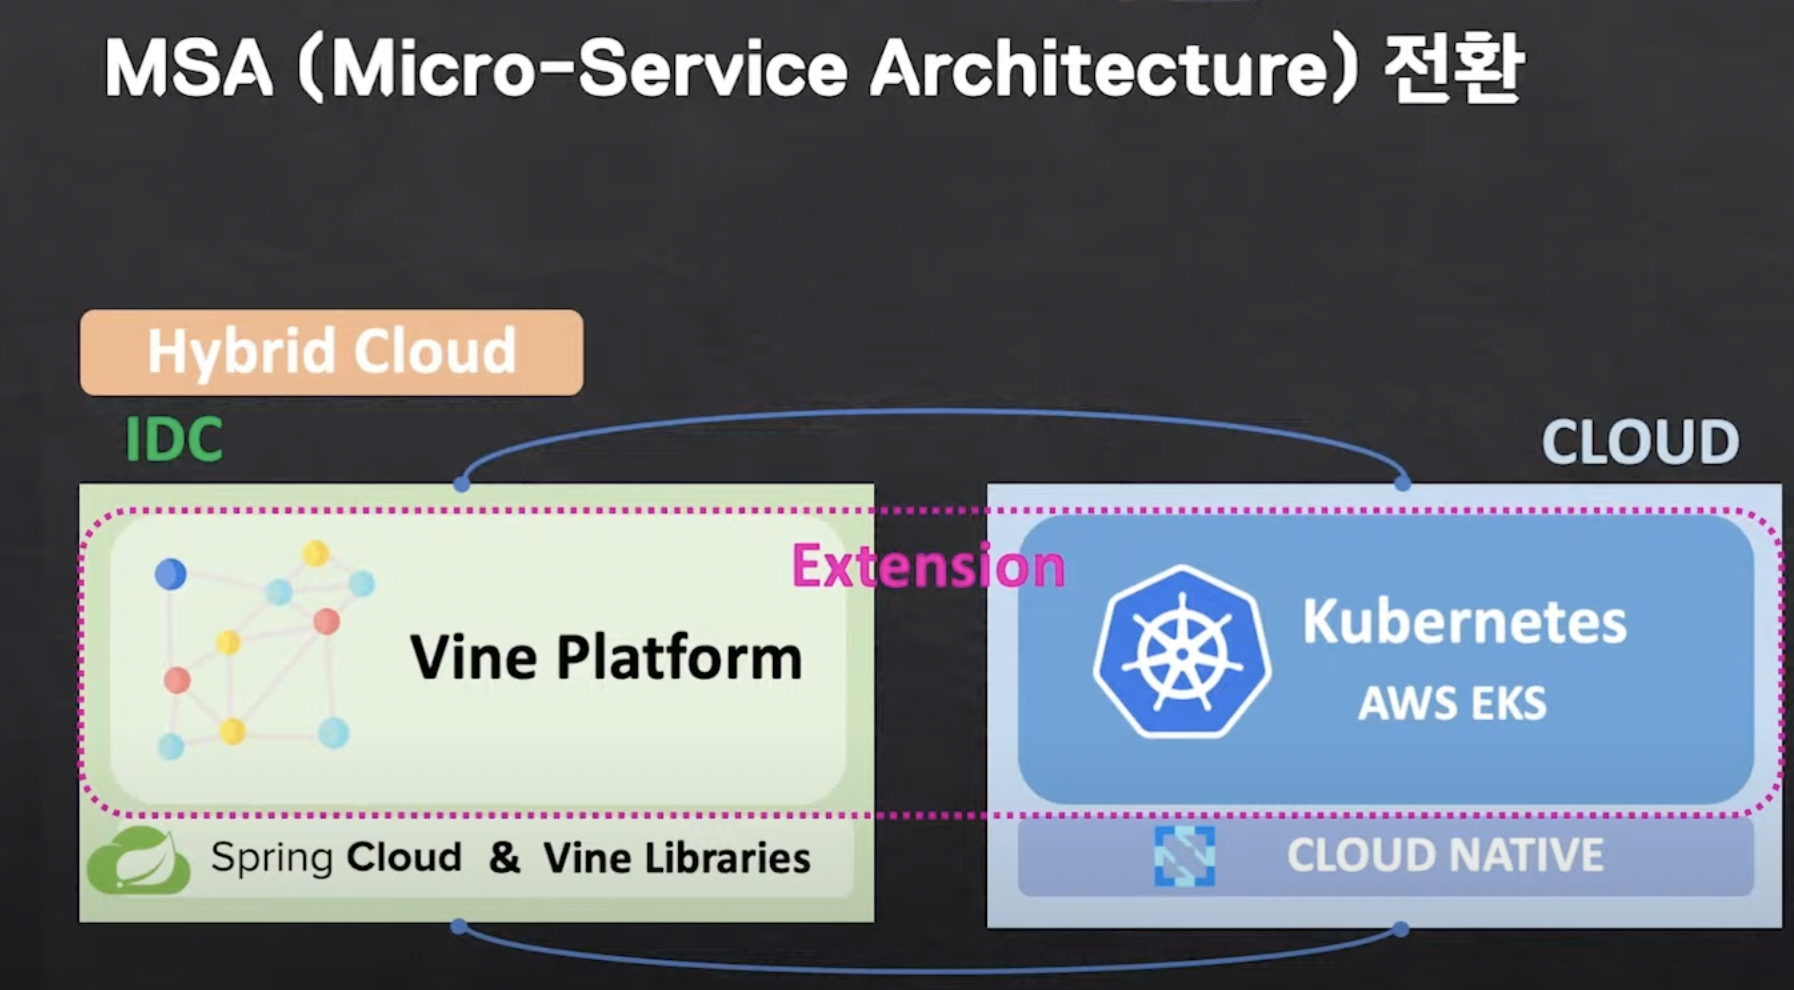 MSA (Micro-Service Architecture) 전환
Hybrid Cloud
IDC
CLOUD
Extension
Vine Platform
Kubernetes
AWS EKS
Spring Cloud & Vine Libraries
CLOUD NATIVE